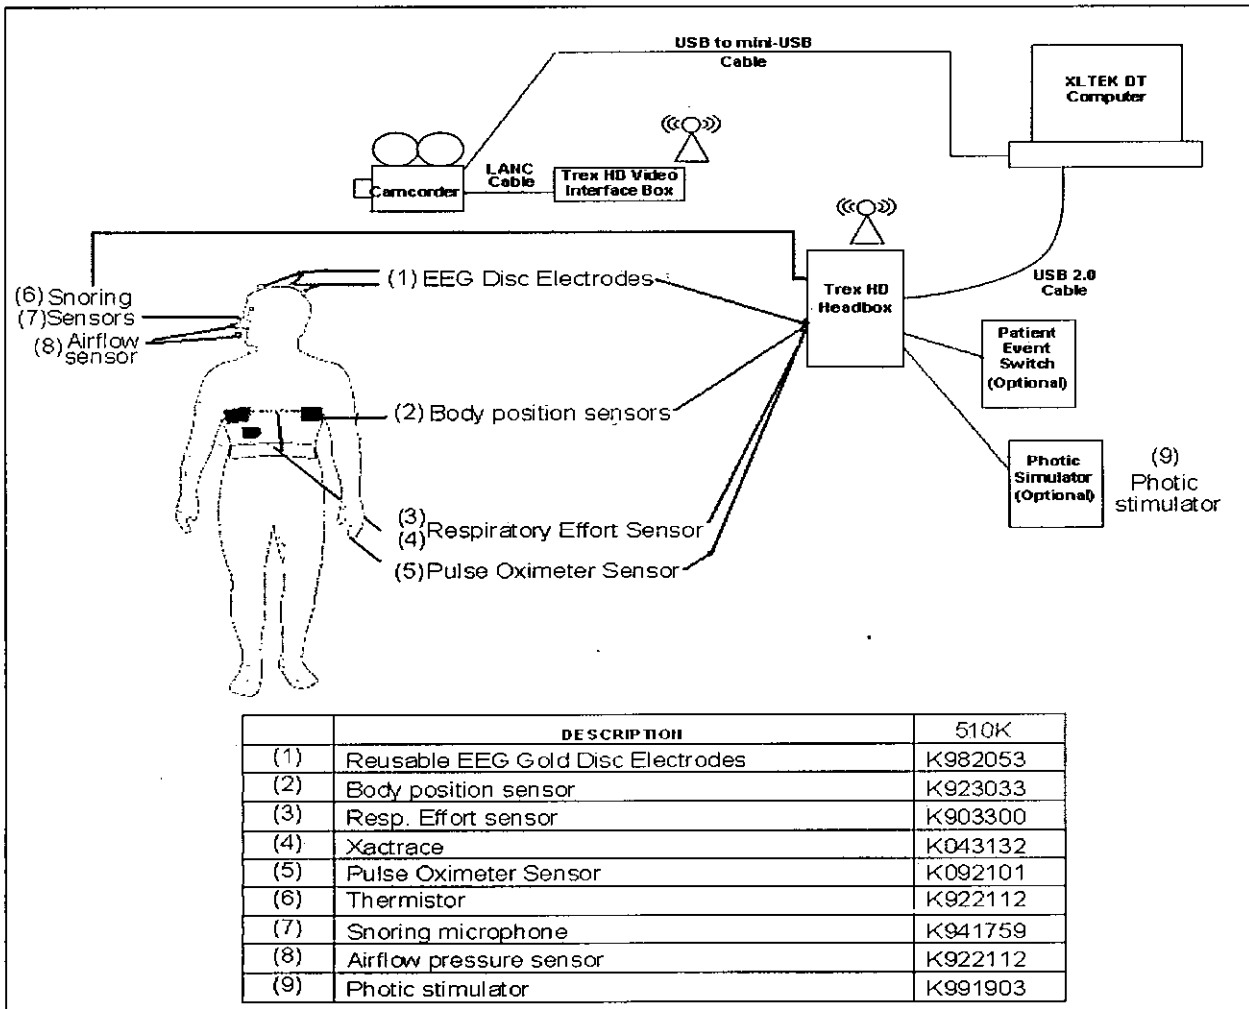 USB to mini-USB
Cable
XLTEK DT
Computer
Camcorder
LANC
Cable
Trex HD Video
Interface Box
Trex HD
Headbox
USB 2.0
Cable
Patient
Event
Switch
(Optional)
Photic
Simulator
(Optional)
(9)
Photic
stimulator
(1) EEG Disc Electrodes
(6) Snoring
(7) Sensors
(8) Airflow
sensor
(2) Body position sensors
(3)
(4) Respiratory Effort Sensor
(5) Pulse Oximeter Sensor
DESCRIPTION 510K
(1) Reusable EEG Gold Disc Electrodes K982053
(2) Body position sensor K923033
(3) Resp. Effort sensor K903300
(4) Xactrace K043132
(5) Pulse Oximeter Sensor K092101
(6) Thermistor K922112
(7) Snoring microphone K941759
(8) Airflow pressure sensor K922112
(9) Photic stimulator K991903